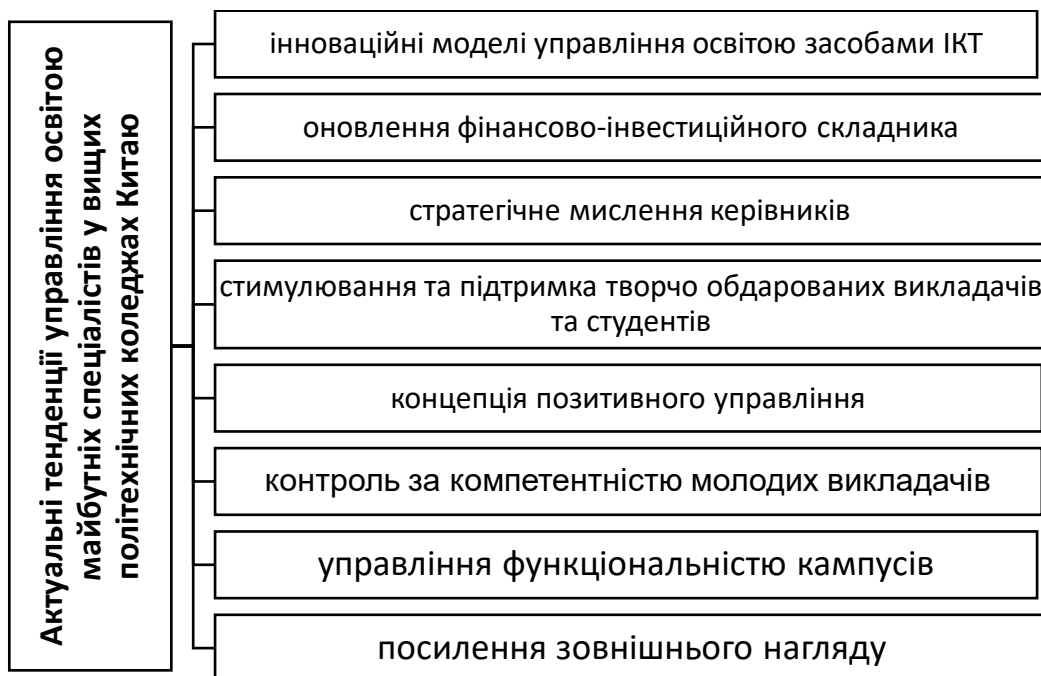 Актуальні тенденції управління освітою
майбутніх спеціалістів у вищих
політехнічних коледжах Китаю
інноваційні моделі управління освітою засобами ІКТ
оновлення фінансово-інвестиційного складника
стратегічне мислення керівників
стимулювання та підтримка творчо обдарованих викладачів
та студентів
концепція позитивного управління
контроль за компетентністю молодих викладачів
управління функціональністю кампусів
посилення зовнішнього нагляду